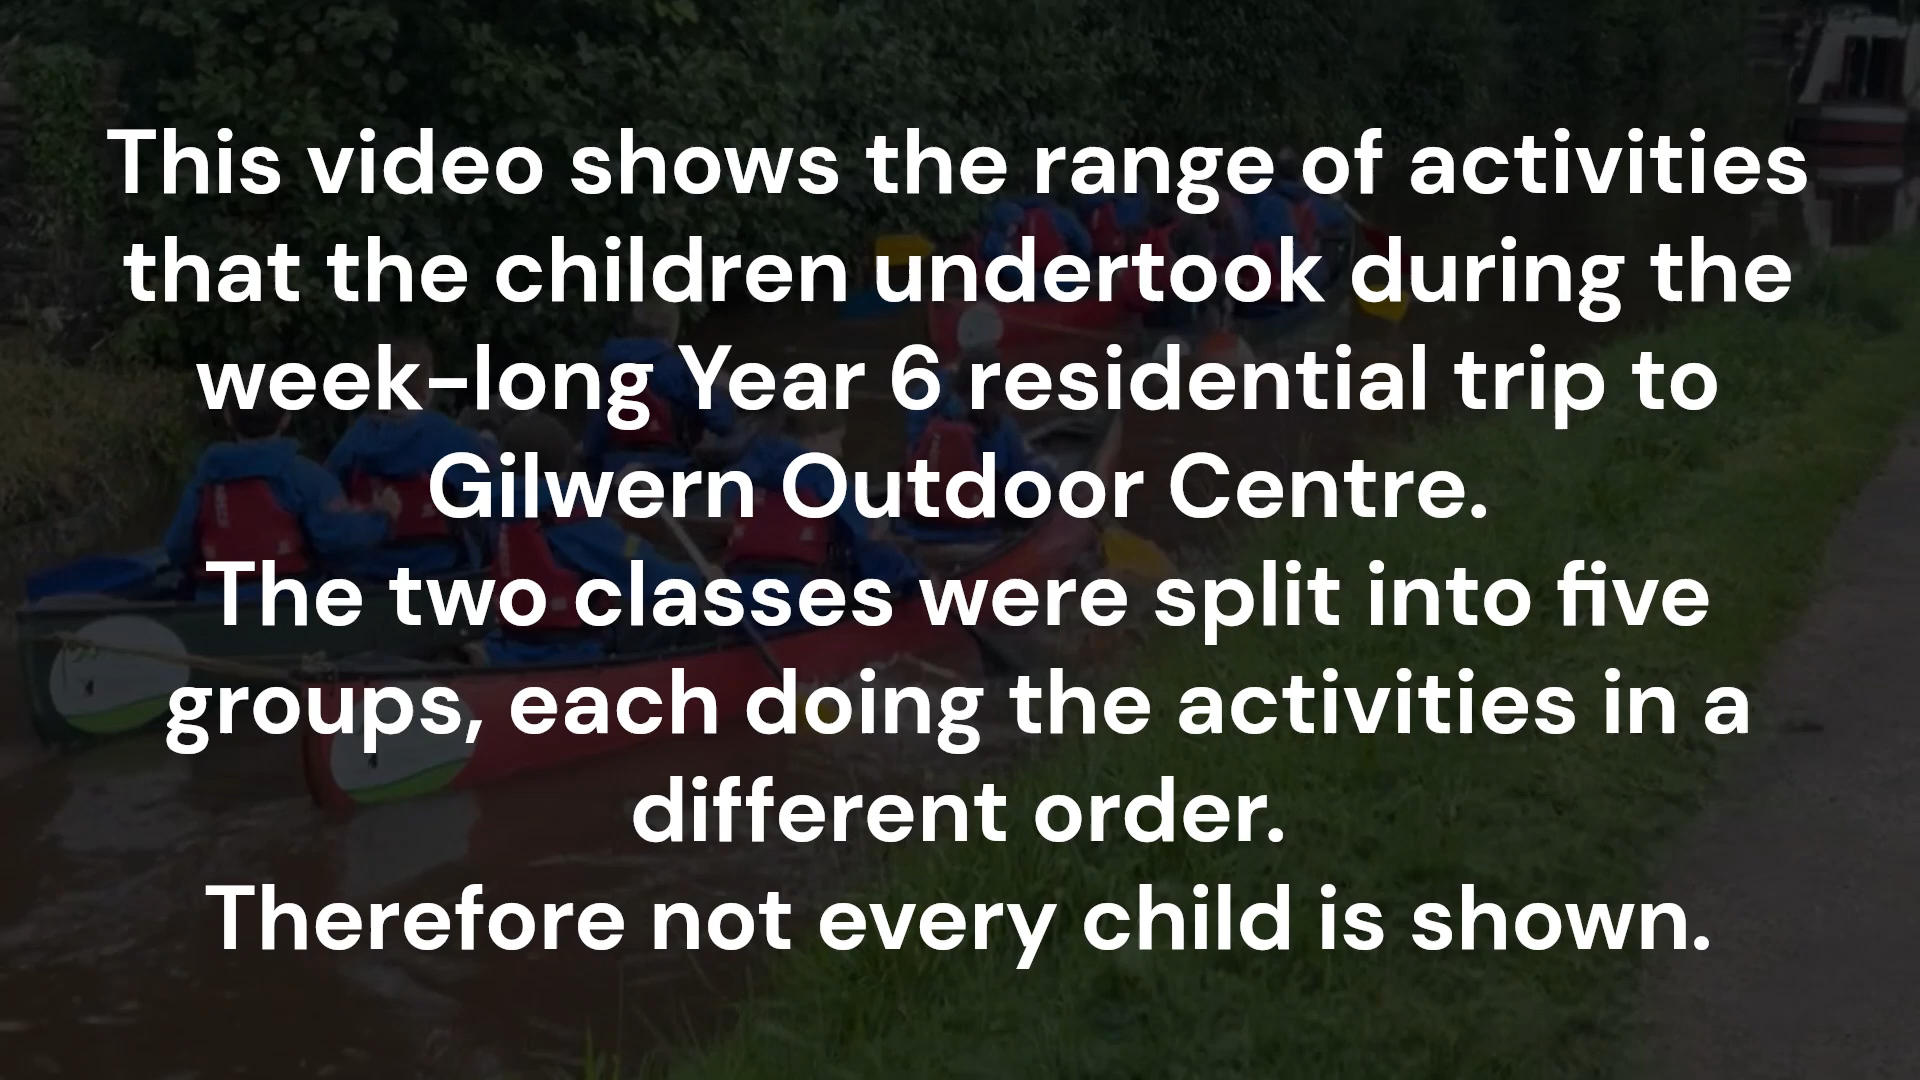 This video shows the range of activities
that the children undertook during the
week-long Year 6 residential trip to
Gilwern Outdoor Centre.
The two classes were split into five
groups, each doing the activities in a
different order.
Therefore not every child is shown.